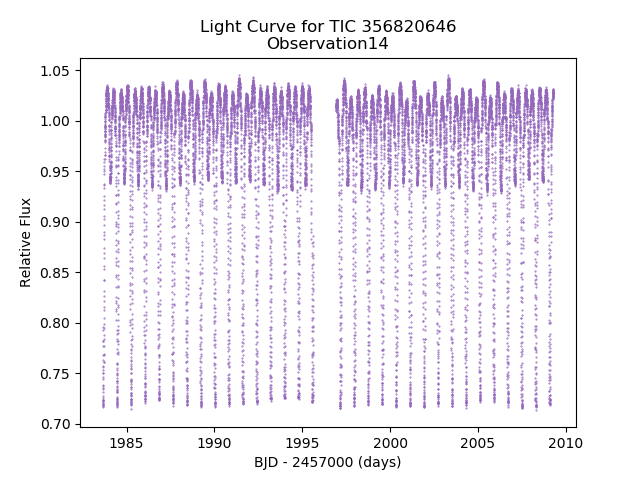 Light Curve for TIC 356820646
Observation14
1.05
1.00
0.95
0.90
0.85
0.80
0.75
0.70
Relative Flux
1985 1990 1995 2000 2005 2010
BJD - 2457000 (days)